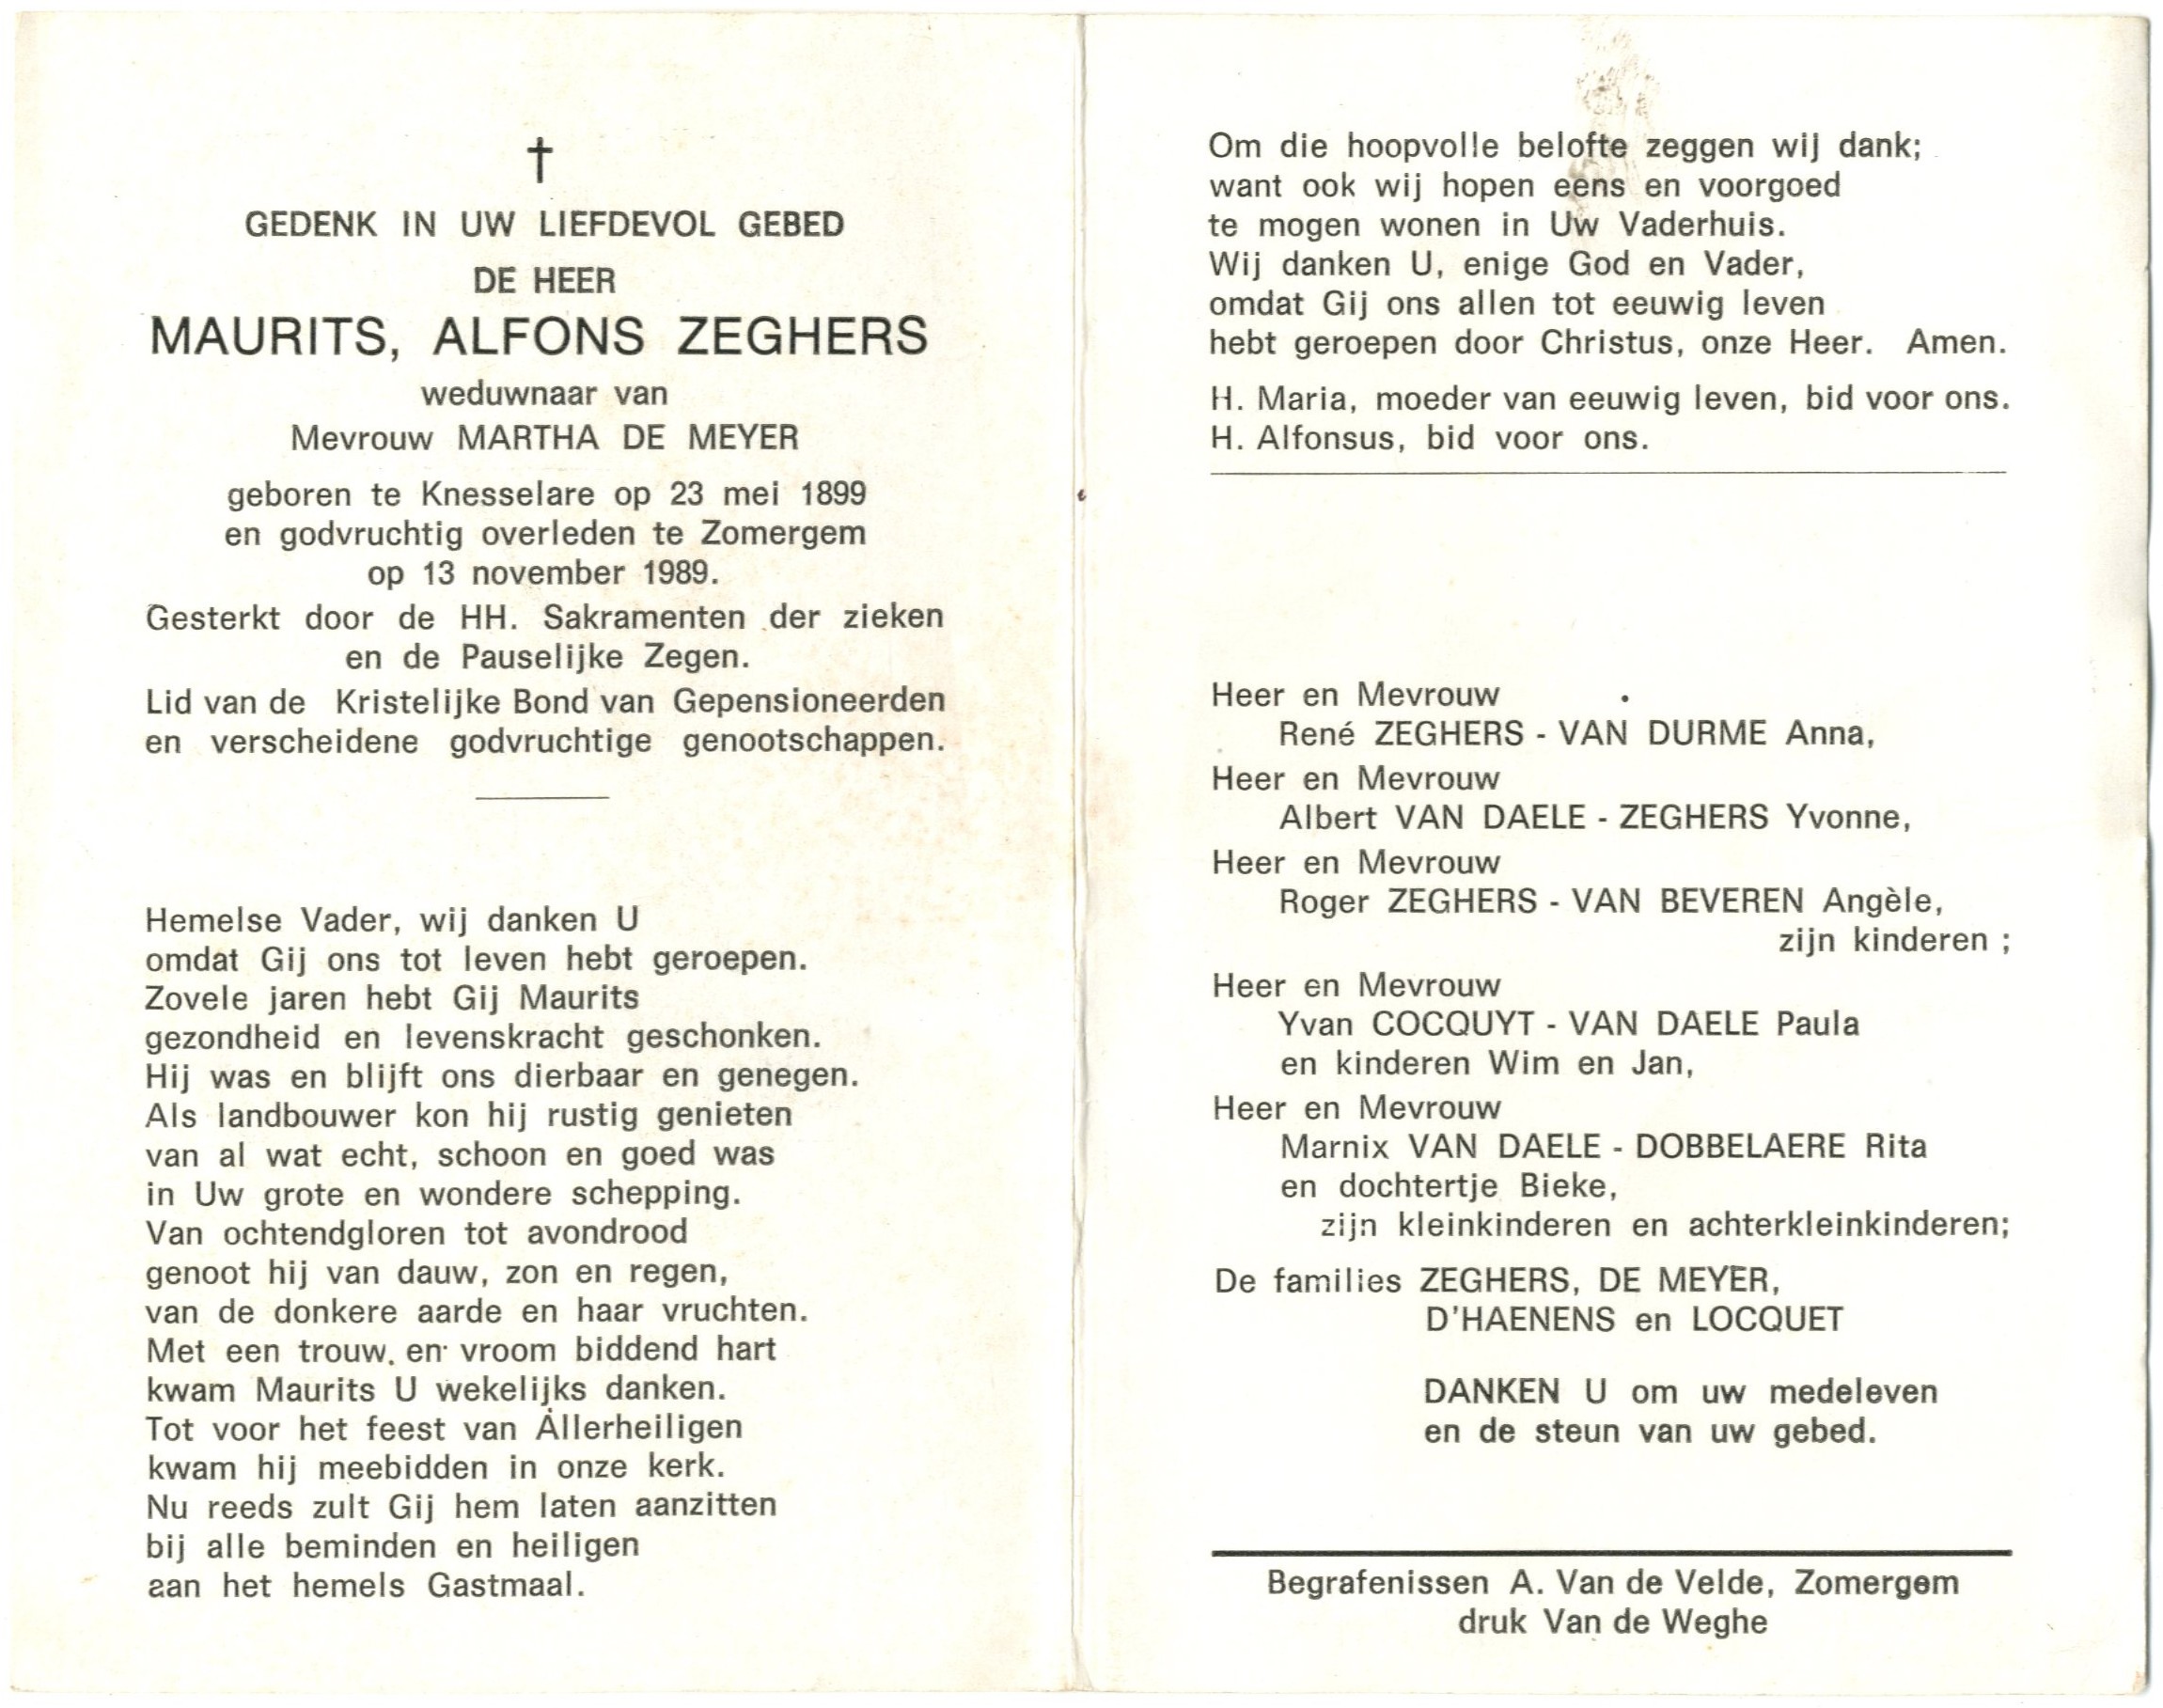 GEDENK IN UW LIEFDEVOL GEBED
DE HEER
MAURITS, ALFONS ZEGHERS
weduwnaar van
Mevrouw MARTHA DE MEYER
geboren te Knesselare op 23 mei 1899
en godvruchtig overleden te Zomergem
op 13 november 1989.
Gesterkt door de HH. Sakramenten der zieken
en de Pauselijke Zegen.
Lid van de Kristelijke Bond van Gepensioneerden
en verscheidene godvruchtige genootschappen.
Hemelse Vader, wij danken U
omdat Gij ons tot leven hebt geroepen.
Zovele jaren hebt Gij Maurits
gezondheid en levenskracht geschonken.
Hij was en blijft ons dierbaar en genegen.
Als landbouwer kon hij rustig genieten
van al wat echt, schoon en goed was
in Uw grote en wondere schepping.
Van ochtendgloren tot avondrood
genoot hij van dauw, zon en regen,
van de donkere aarde en haar vruchten.
Met een trouw. en vroom biddend hart
kwam Maurits U wekelijks danken.
Tot voor het feest van Allerheiligen
kwam hij meebidden in onze kerk.
Nu reeds zult Gij hem laten aanzitten
bij alle beminden en heiligen
aan het hemels Gastmaal.
Om die hoopvolle belofte zeggen wij dank;
want ook wij hopen eens en voorgoed
te mogen wonen in Uw Vaderhuis.
Wij danken U, enige God en Vader,
omdat Gij ons allen tot eeuwig leven
hebt geroepen door Christus, onze Heer. Amen.
H. Maria, moeder van eeuwig leven, bid voor ons.
H. Alfonsus, bid voor ons.
Heer en Mevrouw
René ZEGHERS - VAN DURME Anna,
Heer en Mevrouw
Albert VAN DAELE - ZEGHERS Yvonne,
Heer en Mevrouw
Roger ZEGHERS - VAN BEVEREN Angèle,
zijn kinderen ;
Heer en Mevrouw
Yvan COCQUYT - VAN DAELE Paula
en kinderen Wim en Jan,
Heer en Mevrouw
Marnix VAN DAELE - DOBBELAERE Rita
en dochtertje Bieke,
zijn kleinkinderen en achterkleinkinderen;
De families ZEGHERS, DE MEYER,
D'HAENENS en LOCQUET
DANKEN U om uw medeleven
en de steun van uw gebed.
Begrafenissen A. Van de Velde, Zomergem
druk Van de Weghe